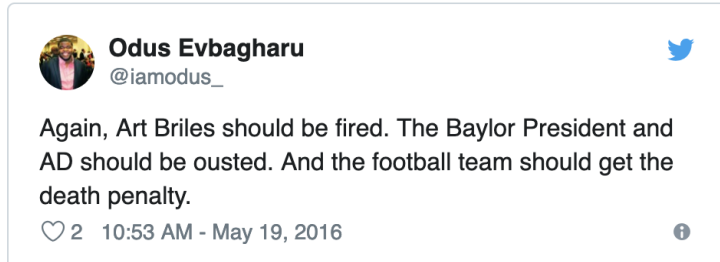 Odus Evbagharu
@iamodus_
Again, Art Briles should be fired. The Baylor President and
AD should be ousted. And the football team should get the
death penalty.
2 10:53 AM - May 19, 2016